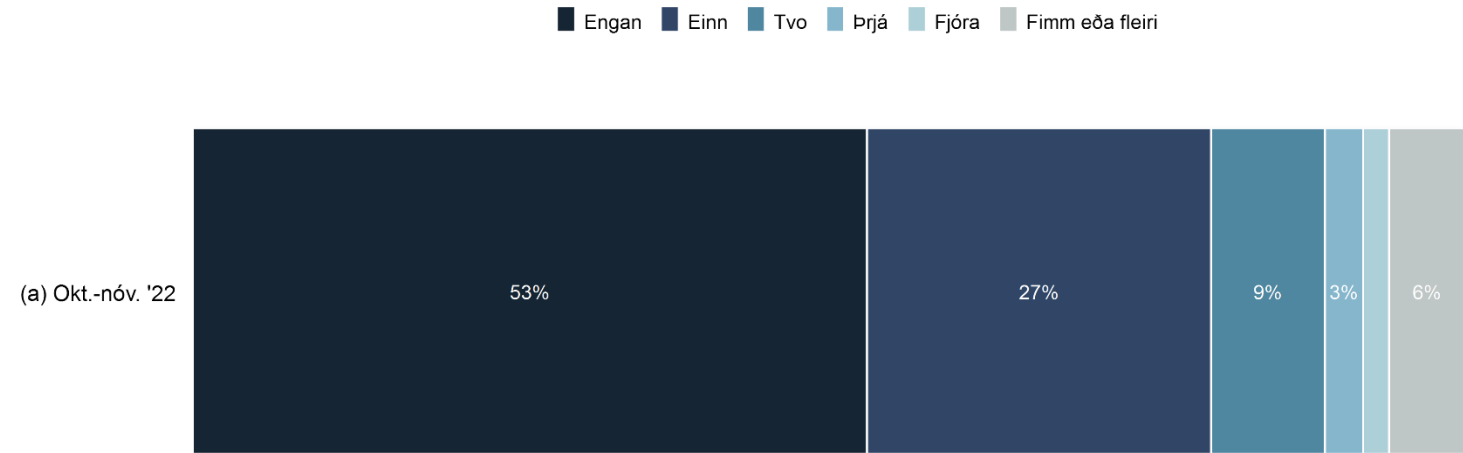 Engan Einn Tvo Þrjá Fjóra Fimm eða fleiri
(a) Okt.-nóv. '22 53% 27% 9% 3% 6%